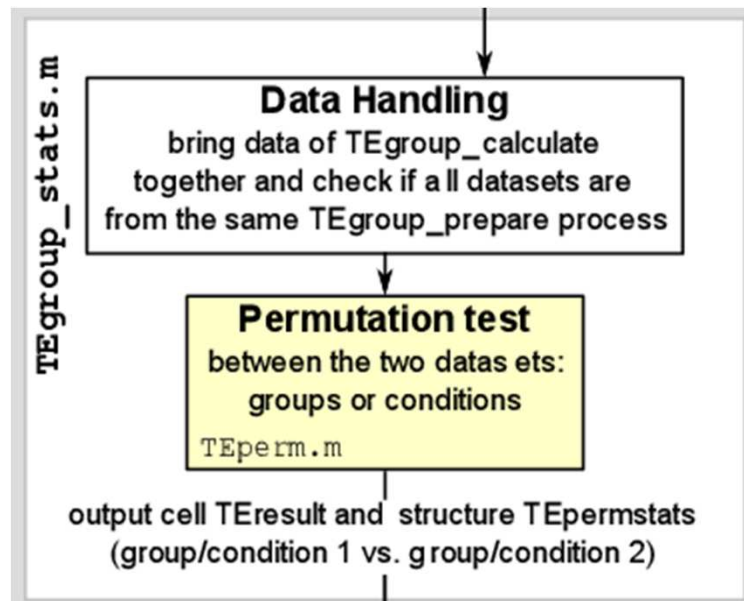 TEgroup_stats.m
Data Handling
bring data of TEgroup_calculate
together and check if all datasets are
from the same TEgroup_prepare process
Permutation test
between the two datas ets:
groups or conditions
TEperm.m
output cell TEresult and structure TEpermstats
(group/condition 1 vs. group/condition 2)